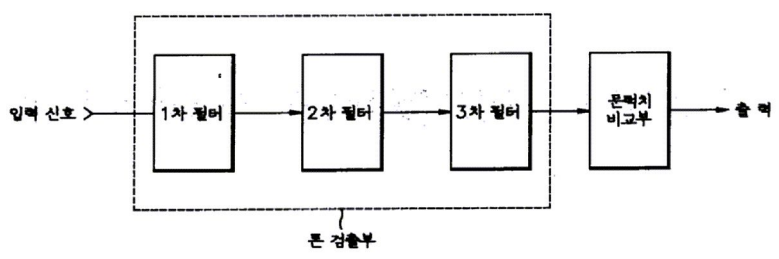 입력 신호
1차 필터
2차 필터
3차 필터
문턱치
비교부
출력
톤 검출부